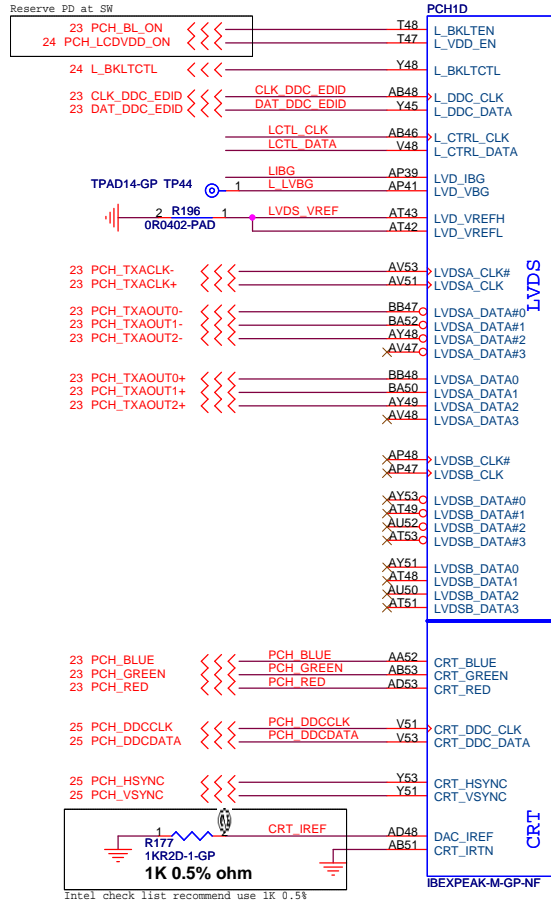 Reserve PD at SW
PCH1D
23 PCH_BL_ON T48 L_BKLTEN
24 PCH_LCDVDD_ON T47 L_VDD_EN
24 L_BKLTCTL Y48 L_BKLTCTL
23 CLK_DDC_EDID CLK_DDC_EDID AB48 L_DDC_CLK
23 DAT_DDC_EDID DAT_DDC_EDID Y45 L_DDC_DATA
LCTL_CLK AB46 L_CTRL_CLK
LCTL_DATA V48 L_CTRL_DATA
LIBG AP39 LVD_IBG
TPAD14-GP TP44 1 L_LVBG AP41 LVD_VBG
2 R196 1 LVDS_VREF AT43 LVD_VREFH
0R0402-PAD AT42 LVD_VREFL
LVDS
23 PCH_TXACLK- AV53 LVDSA_CLK#
23 PCH_TXACLK+ AV51 LVDSA_CLK
23 PCH_TXAOUT0- BB47 LVDSA_DATA#0
23 PCH_TXAOUT1- BA52 LVDSA_DATA#1
23 PCH_TXAOUT2- AY48 LVDSA_DATA#2
AV47 LVDSA_DATA#3
23 PCH_TXAOUT0+ BB48 LVDSA_DATA0
23 PCH_TXAOUT1+ BA50 LVDSA_DATA1
23 PCH_TXAOUT2+ AY49 LVDSA_DATA2
AV48 LVDSA_DATA3
AP48 LVDSB_CLK#
AP47 LVDSB_CLK
AY53 LVDSB_DATA#0
AT49 LVDSB_DATA#1
AU52 LVDSB_DATA#2
AT53 LVDSB_DATA#3
AY51 LVDSB_DATA0
AT48 LVDSB_DATA1
AU50 LVDSB_DATA2
AT51 LVDSB_DATA3
23 PCH_BLUE PCH_BLUE AA52 CRT_BLUE
23 PCH_GREEN PCH_GREEN AB53 CRT_GREEN
23 PCH_RED PCH_RED AD53 CRT_RED
25 PCH_DDCCLK PCH_DDCCLK V51 CRT_DDC_CLK
25 PCH_DDCDATA PCH_DDCDATA V53 CRT_DDC_DATA
25 PCH_HSYNC Y53 CRT_HSYNC
25 PCH_VSYNC Y51 CRT_VSYNC
CRT
1 2 CRT_IREF AD48 DAC_IREF
R177 AB51 CRT_IRTN
1KR2D-1-GP
1K 0.5% ohm
IBEXPEAK-M-GP-NF
Intel check list recommend use 1K 0.5%